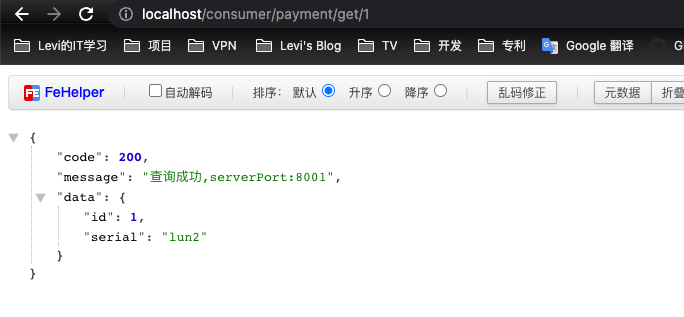 localhost/consumer/payment/get/1
Levi的IT学习 项目 VPN Levi's Blog TV 开发 专利 Google 翻译
FeHelper 自动解码 排序: 默认 升序 降序 乱码修正 元数据 折叠
{
"code": 200,
"message": "查询成功,serverPort:8001",
"data": {
"id": 1,
"serial": "lun2"
}
}